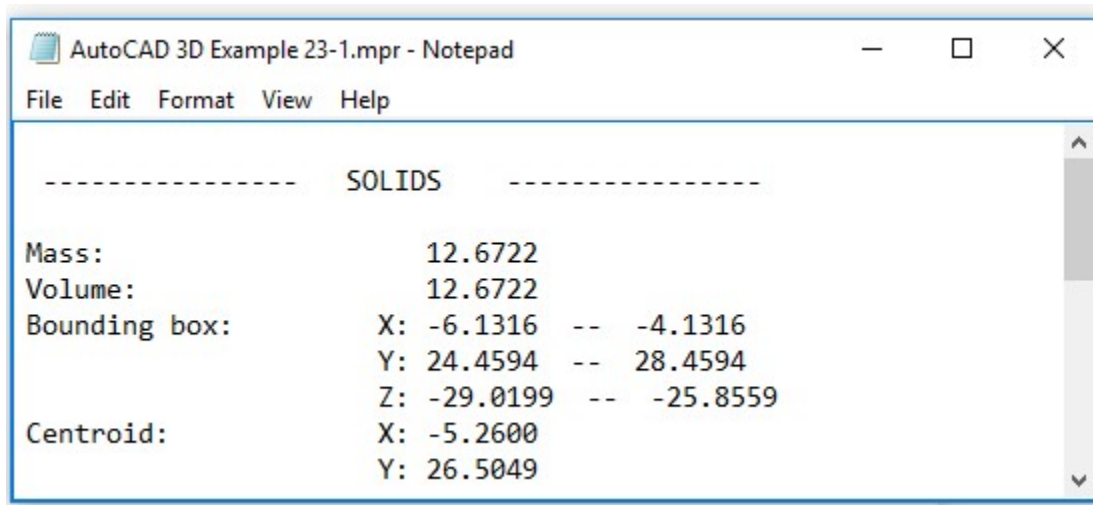 AutoCAD 3D Example 23-1.mpr - Notepad
File Edit Format View Help
---------------- SOLIDS ----------------
Mass: 12.6722
Volume: 12.6722
Bounding box: X: -6.1316 -- -4.1316
Y: 24.4594 -- 28.4594
Z: -29.0199 -- -25.8559
Centroid: X: -5.2600
Y: 26.5049